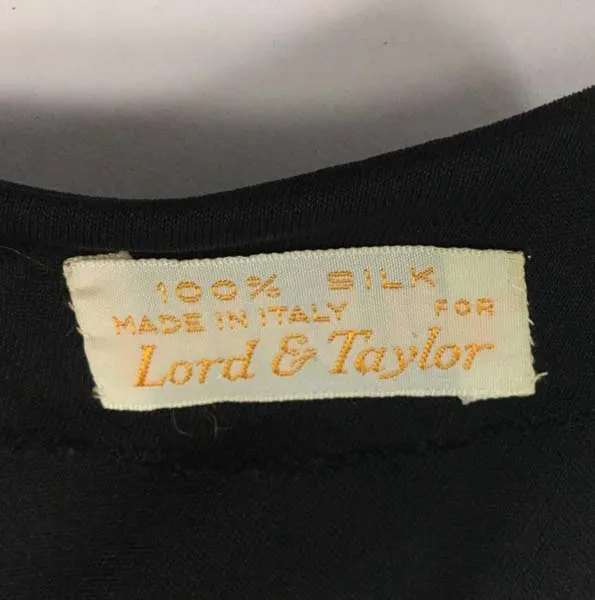 100% SILK
MADE IN ITALY FOR
Lord & Taylor